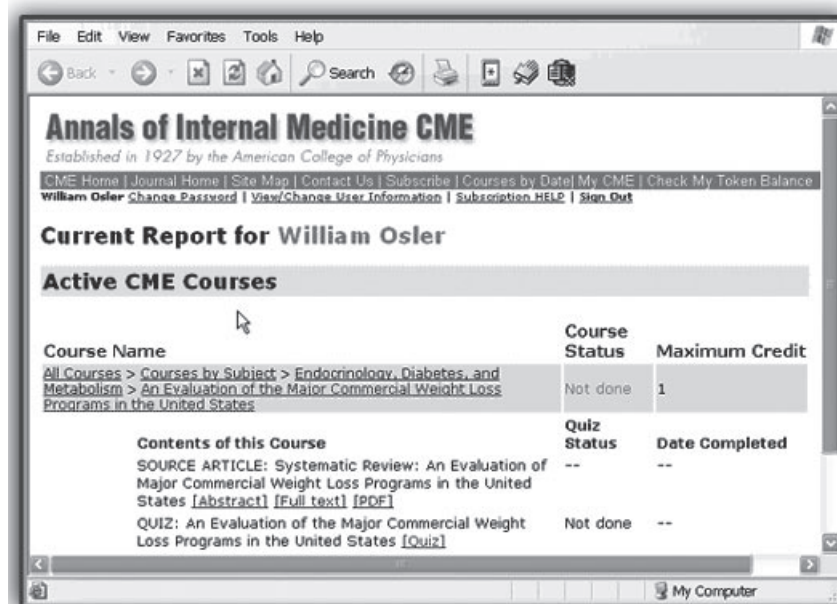 File Edit View Favorites Tools Help
Back Search
Annals of Internal Medicine CME
Established in 1927 by the American College of Physicians
CME Home | Journal Home | Site Map | Contact Us | Subscribe | Courses by Date| My CME | Check My Token Balance
William Osler Change Password | View/Change User Information | Subscription HELP | Sign Out
Current Report for William Osler
Active CME Courses
Course Name Course Status Maximum Credit
All Courses > Courses by Subject > Endocrinology, Diabetes, and
Metabolism > An Evaluation of the Major Commercial Weight Loss
Programs in the United States
Not done 1
Contents of this Course Quiz Status Date Completed
SOURCE ARTICLE: Systematic Review: An Evaluation of -- --
Major Commercial Weight Loss Programs in the United
States [Abstract] [Full text] [PDF]
QUIZ: An Evaluation of the Major Commercial Weight Not done --
Loss Programs in the United States [Quiz]
My Computer